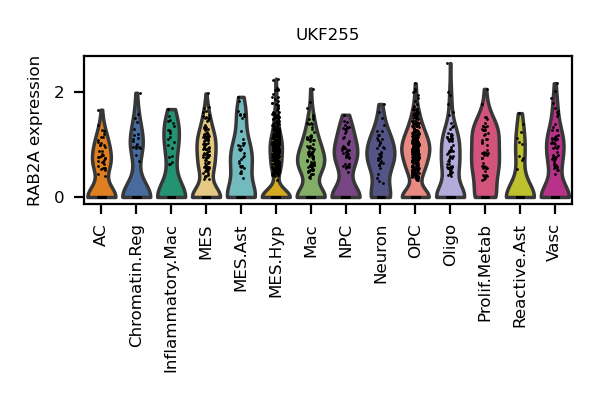 UKF255
RAB2A expression
2
0
AC
Chromatin.Reg
Inflammatory.Mac
MES
MES.Ast
MES.Hyp
Mac
NPC
Neuron
OPC
Oligo
Prolif.Metab
Reactive.Ast
Vasc